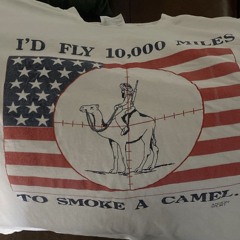 I'D FLY 10,000 MILES
TO SMOKE A CAMEL.